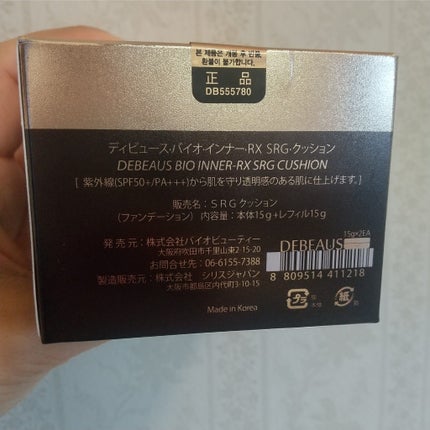 본 제품은 개봉 후 반품,
환불이 불가합니다.
正 品
DB555780
ディビュース·バイオ·インナー·RX SRG·クッション
DEBEAUS BIO INNER-RX SRG CUSHION
[ 紫外線(SPF50+/PA+++)から肌を守り透明感のある肌に仕上げます。]
販売名：ＳＲＧクッション
（ファンデーション） 内容量：本体15g＋レフィル15g
発 売 元：株式会社バイオビューティー
大阪府吹田市千里山東2-15-20
お問合せ先：06-6155-7388
製造販売元：株式会社 シリスジャパン
大阪市都島区内代町3-10-15
Made in Korea
15g×2EA
DEBEAUS
8 809514 411218
プラ
紙